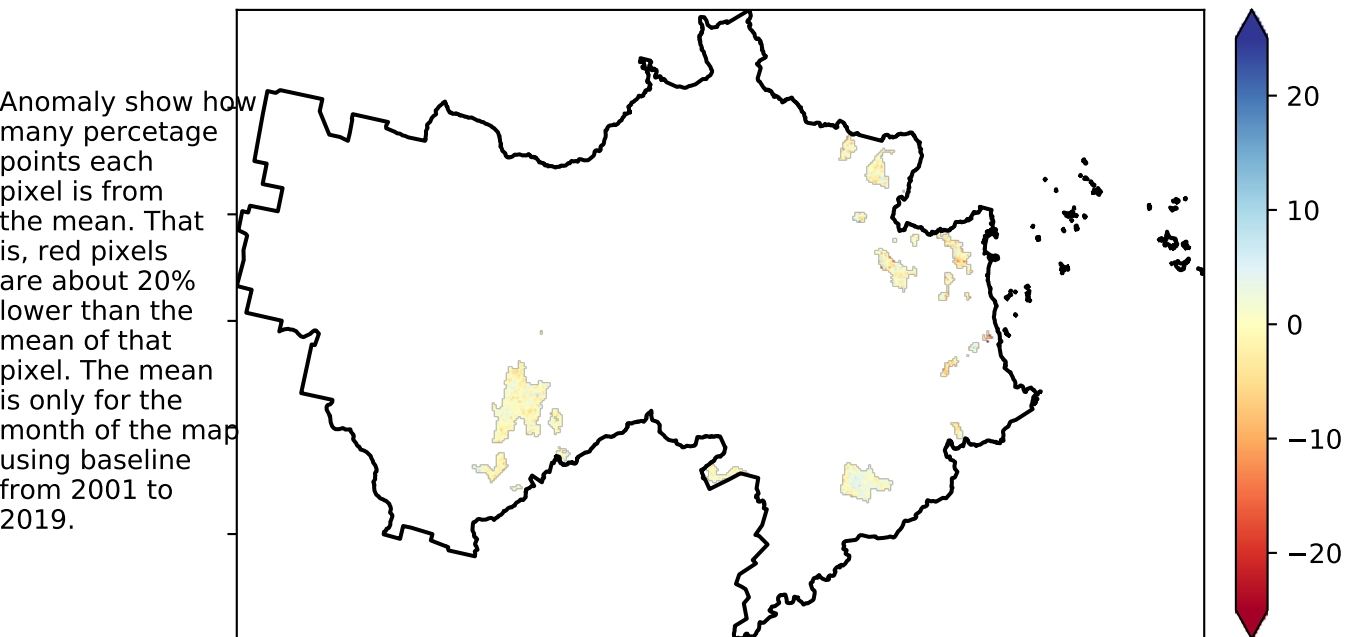 Anomaly show how
many percetage
points each
pixel is from
the mean. That
is, red pixels
are about 20%
lower than the
mean of that
pixel. The mean
is only for the
month of the map
using baseline
from 2001 to
2019.
20
10
0
−10
−20